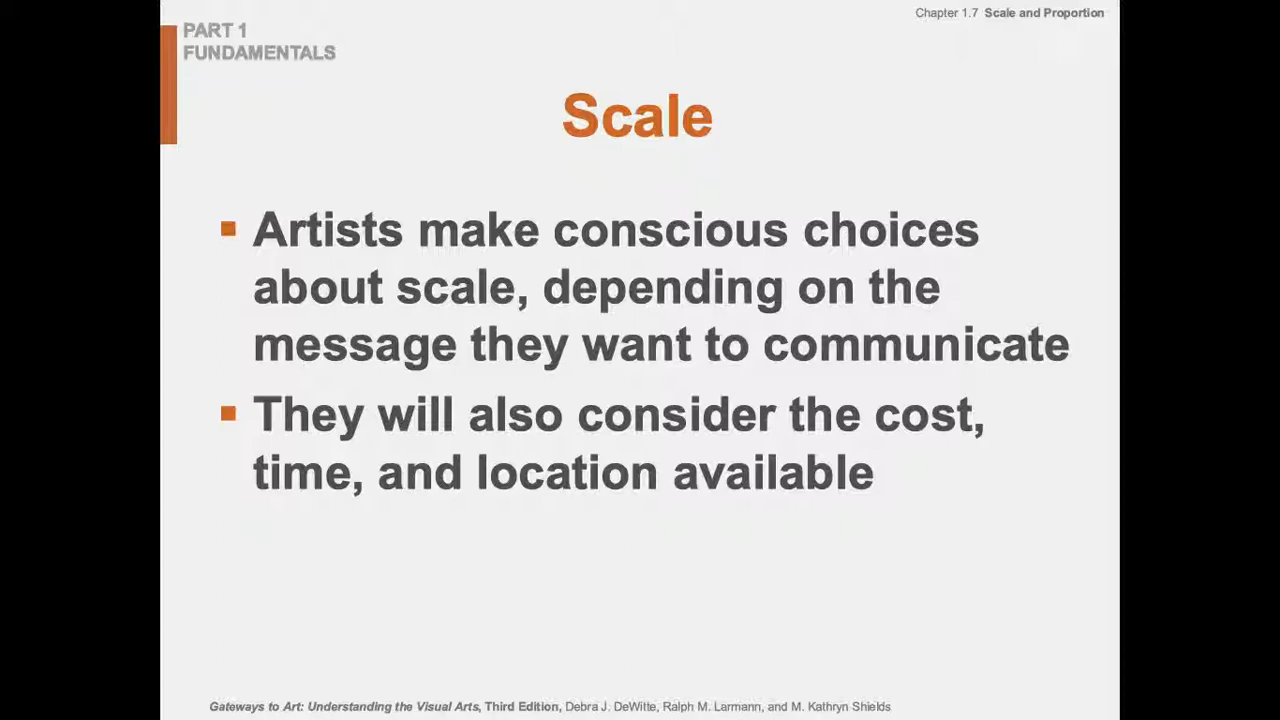 Chapter 1.7 Scale and Proportion
PART 1
FUNDAMENTALS
Scale
Artists make conscious choices
about scale, depending on the
message they want to communicate
They will also consider the cost,
time, and location available
Gateways to Art: Understanding the Visual Arts, Third Edition, Debra J. DeWitte, Ralph M. Larmann, and M. Kathryn Shields